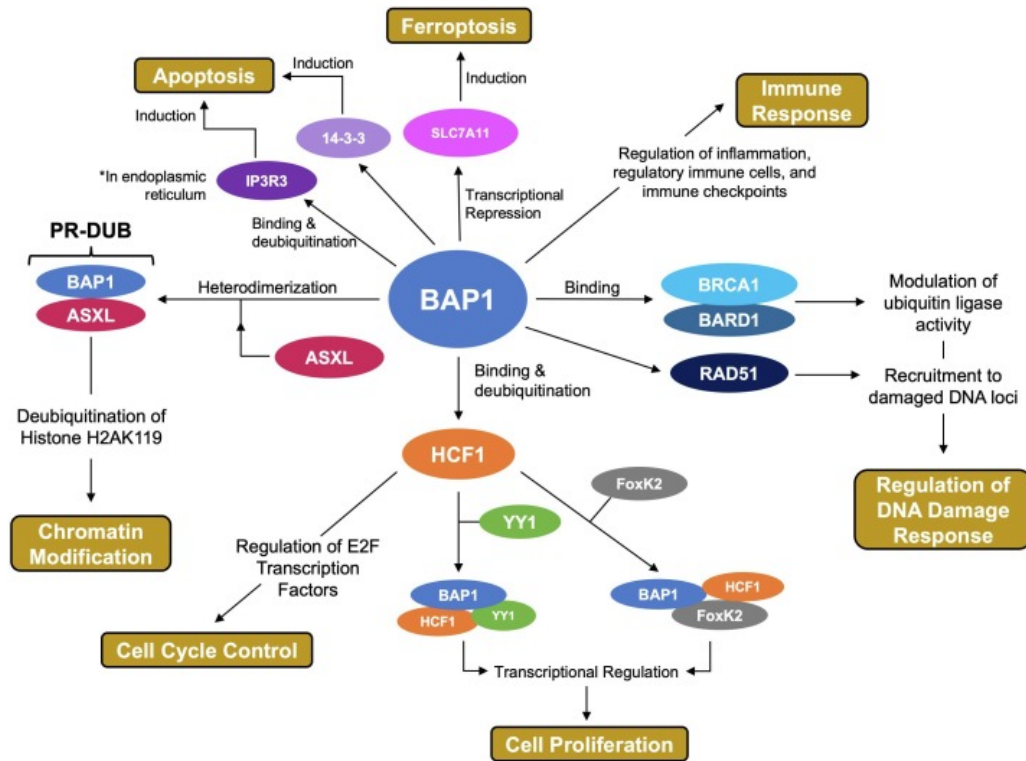 Ferroptosis
Apoptosis
Induction
Induction
Induction
Immune
Response
14-3-3
SLC7A11
Regulation of inflammation,
regulatory immune cells, and
immune checkpoints
*In endoplasmic
reticulum
IP3R3
Transcriptional
Repression
Binding &
deubiquitination
PR-DUB
BAP1
ASXL
Heterodimerization
ASXL
BAP1
Binding
BRCA1
BARD1
Modulation of
ubiquitin ligase
activity
RAD51
Recruitment to
damaged DNA loci
Regulation of
DNA Damage
Response
Binding &
deubiquitination
Deubiquitination of
Histone H2AK119
Chromatin
Modification
HCF1
FoxK2
YY1
Regulation of E2F
Transcription
Factors
Cell Cycle Control
BAP1
HCF1
YY1
BAP1
HCF1
FoxK2
Transcriptional Regulation
Cell Proliferation